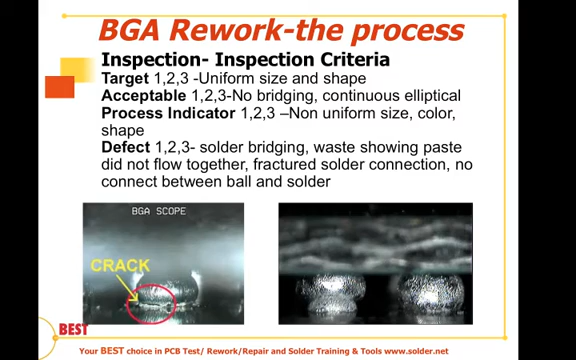 BGA Rework-the process
Inspection- Inspection Criteria
Target 1,2,3 -Uniform size and shape
Acceptable 1,2,3-No bridging, continuous elliptical
Process Indicator 1,2,3 –Non uniform size, color,
shape
Defect 1,2,3- solder bridging, waste showing paste
did not flow together, fractured solder connection, no
connect between ball and solder
BGA SCOPE
CRACK
BEST
Your BEST choice in PCB Test/ Rework/Repair and Solder Training & Tools www.solder.net